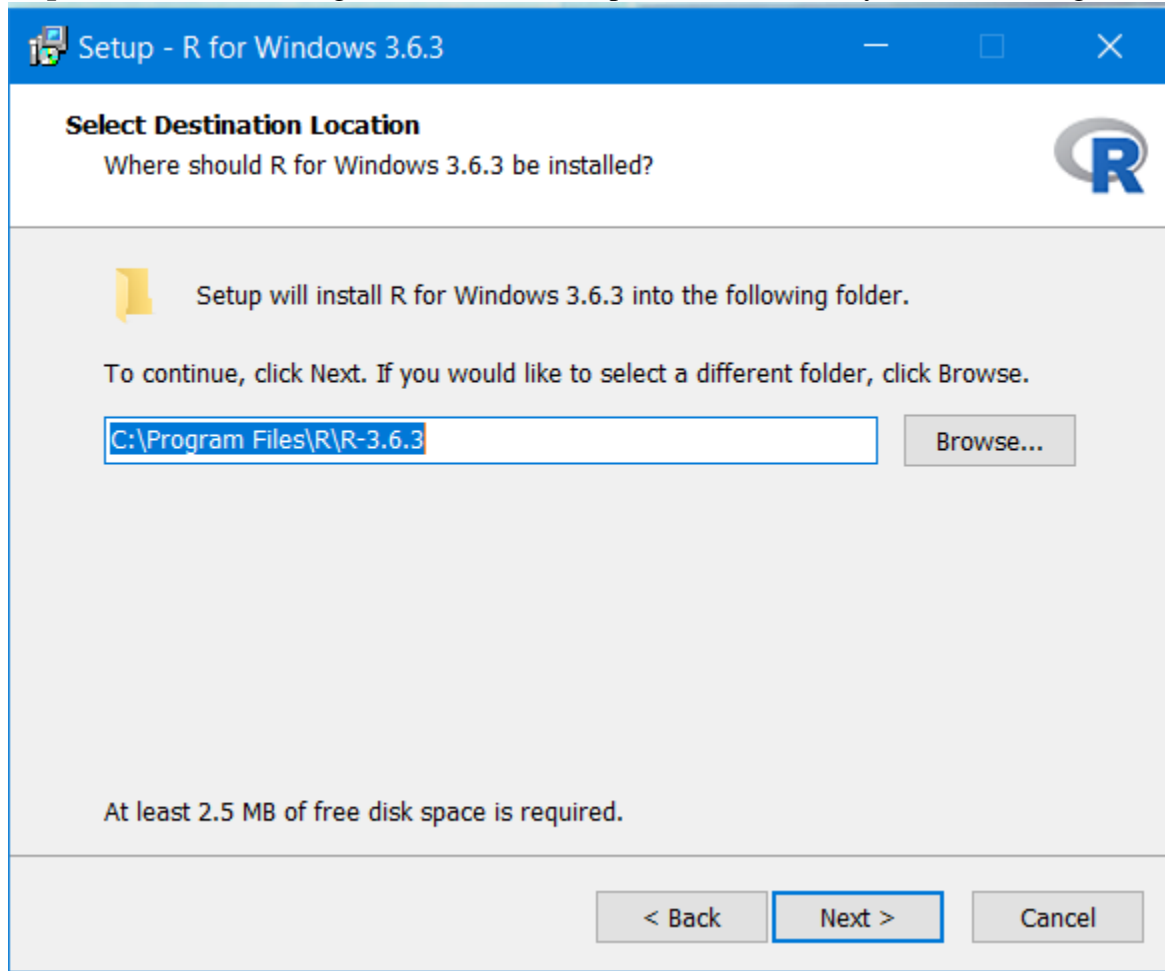 Setup - R for Windows 3.6.3
Select Destination Location
Where should R for Windows 3.6.3 be installed?
R
Setup will install R for Windows 3.6.3 into the following folder.
To continue, click Next. If you would like to select a different folder, click Browse.
C:\Program Files\R\R-3.6.3
Browse...
At least 2.5 MB of free disk space is required.
< Back
Next >
Cancel